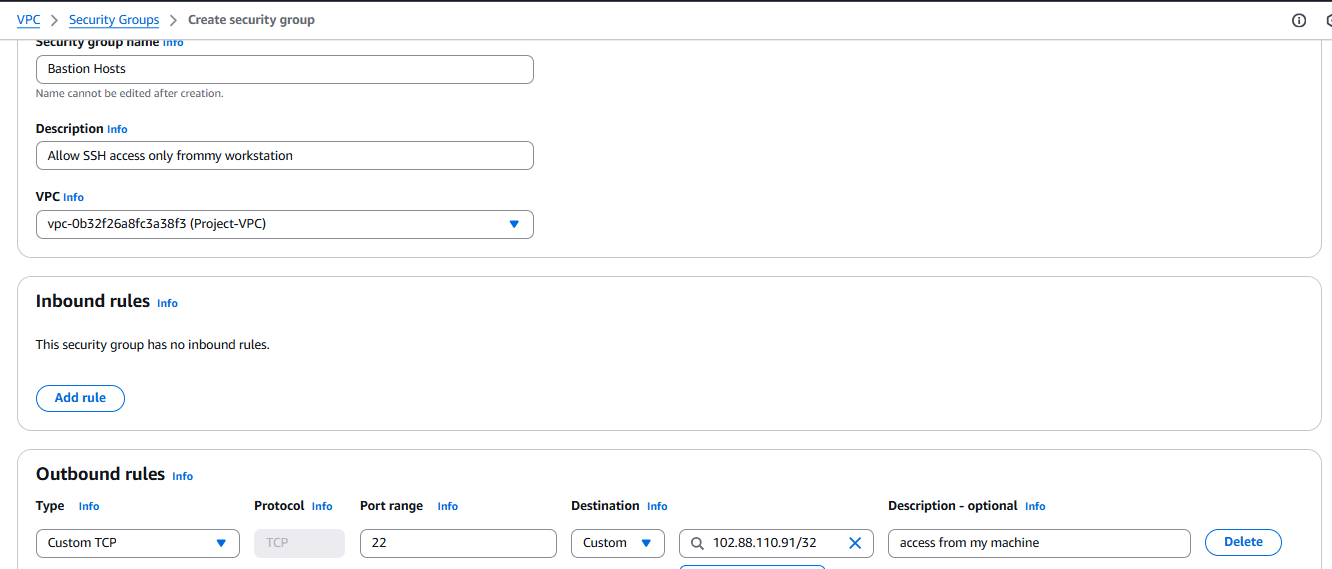 VPC > Security Groups > Create security group
Security group name Info
Bastion Hosts
Name cannot be edited after creation.
Description Info
Allow SSH access only frommy workstation
VPC Info
vpc-0b32f26a8fc3a38f3 (Project-VPC)
Inbound rules Info
This security group has no inbound rules.
Add rule
Outbound rules Info
Type Info Protocol Info Port range Info Destination Info Description - optional Info
Custom TCP TCP 22 Custom 102.88.110.91/32 access from my machine Delete